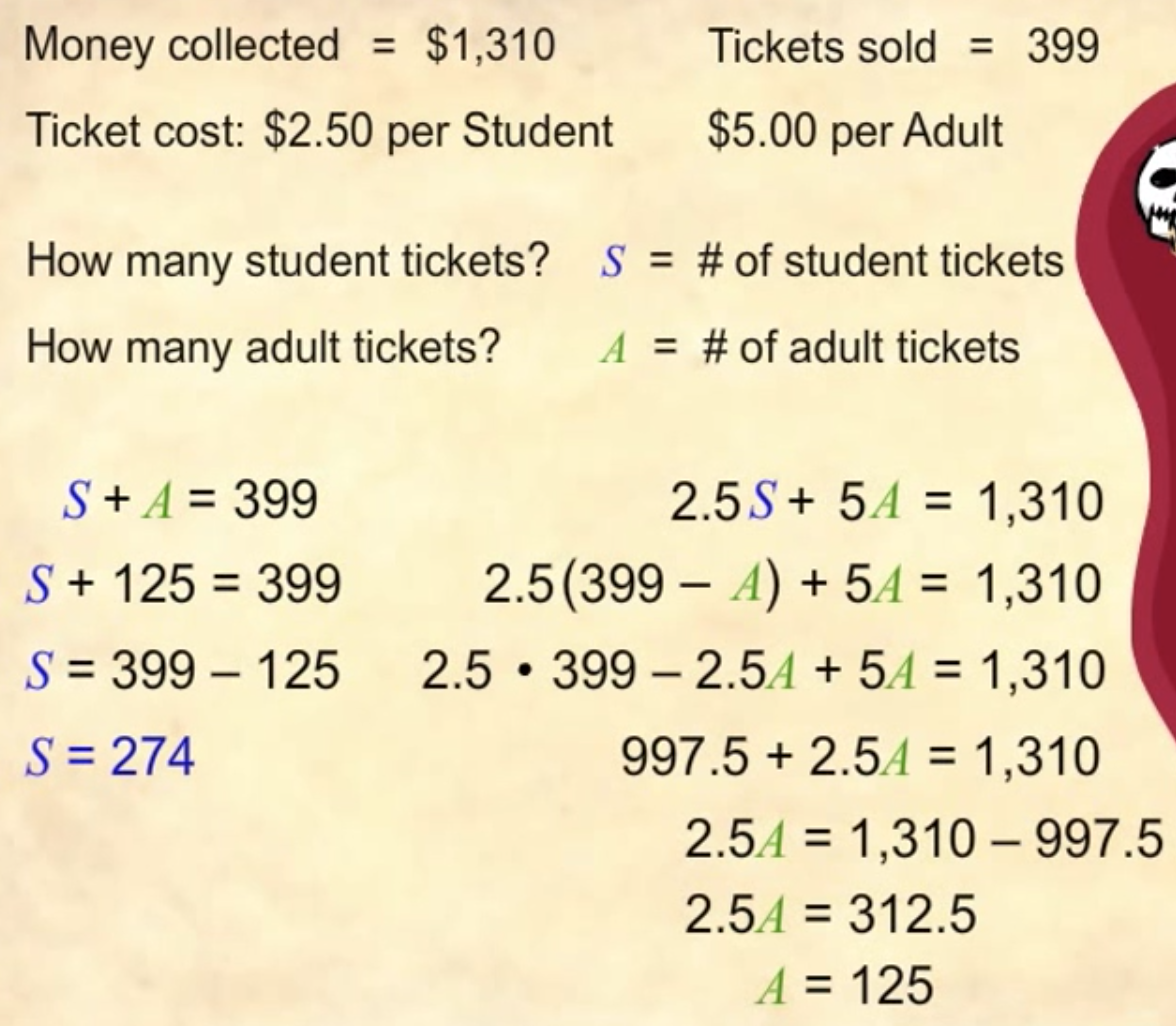 Money collected = $1,310 Tickets sold = 399
Ticket cost: $2.50 per Student $5.00 per Adult
How many student tickets? S = # of student tickets
How many adult tickets? A = # of adult tickets
S + A = 399 2.5S + 5A = 1,310
S + 125 = 399 2.5(399 – A) + 5A = 1,310
S = 399 – 125 2.5 • 399 – 2.5A + 5A = 1,310
S = 274 997.5 + 2.5A = 1,310
2.5A = 1,310 – 997.5
2.5A = 312.5
A = 125